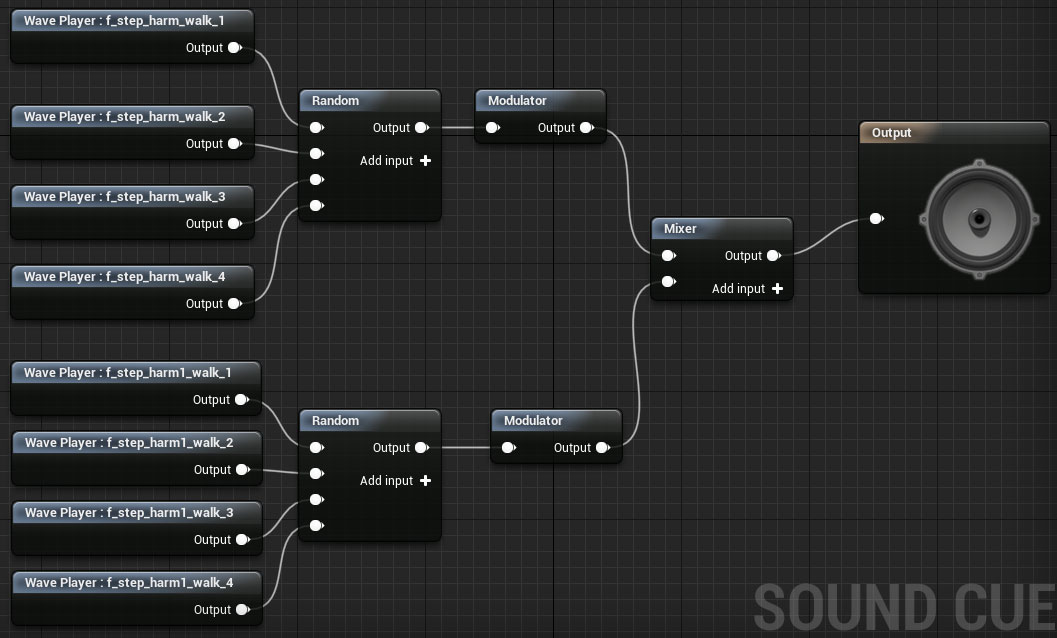 Wave Player : f_step_harm_walk_1
Output
Wave Player : f_step_harm_walk_2
Output
Wave Player : f_step_harm_walk_3
Output
Wave Player : f_step_harm_walk_4
Output
Random
Output
Add input
Modulator
Output
Wave Player : f_step_harm1_walk_1
Output
Wave Player : f_step_harm1_walk_2
Output
Wave Player : f_step_harm1_walk_3
Output
Wave Player : f_step_harm1_walk_4
Output
Random
Output
Add input
Modulator
Output
Mixer
Output
Add input
Output
SOUND CUE